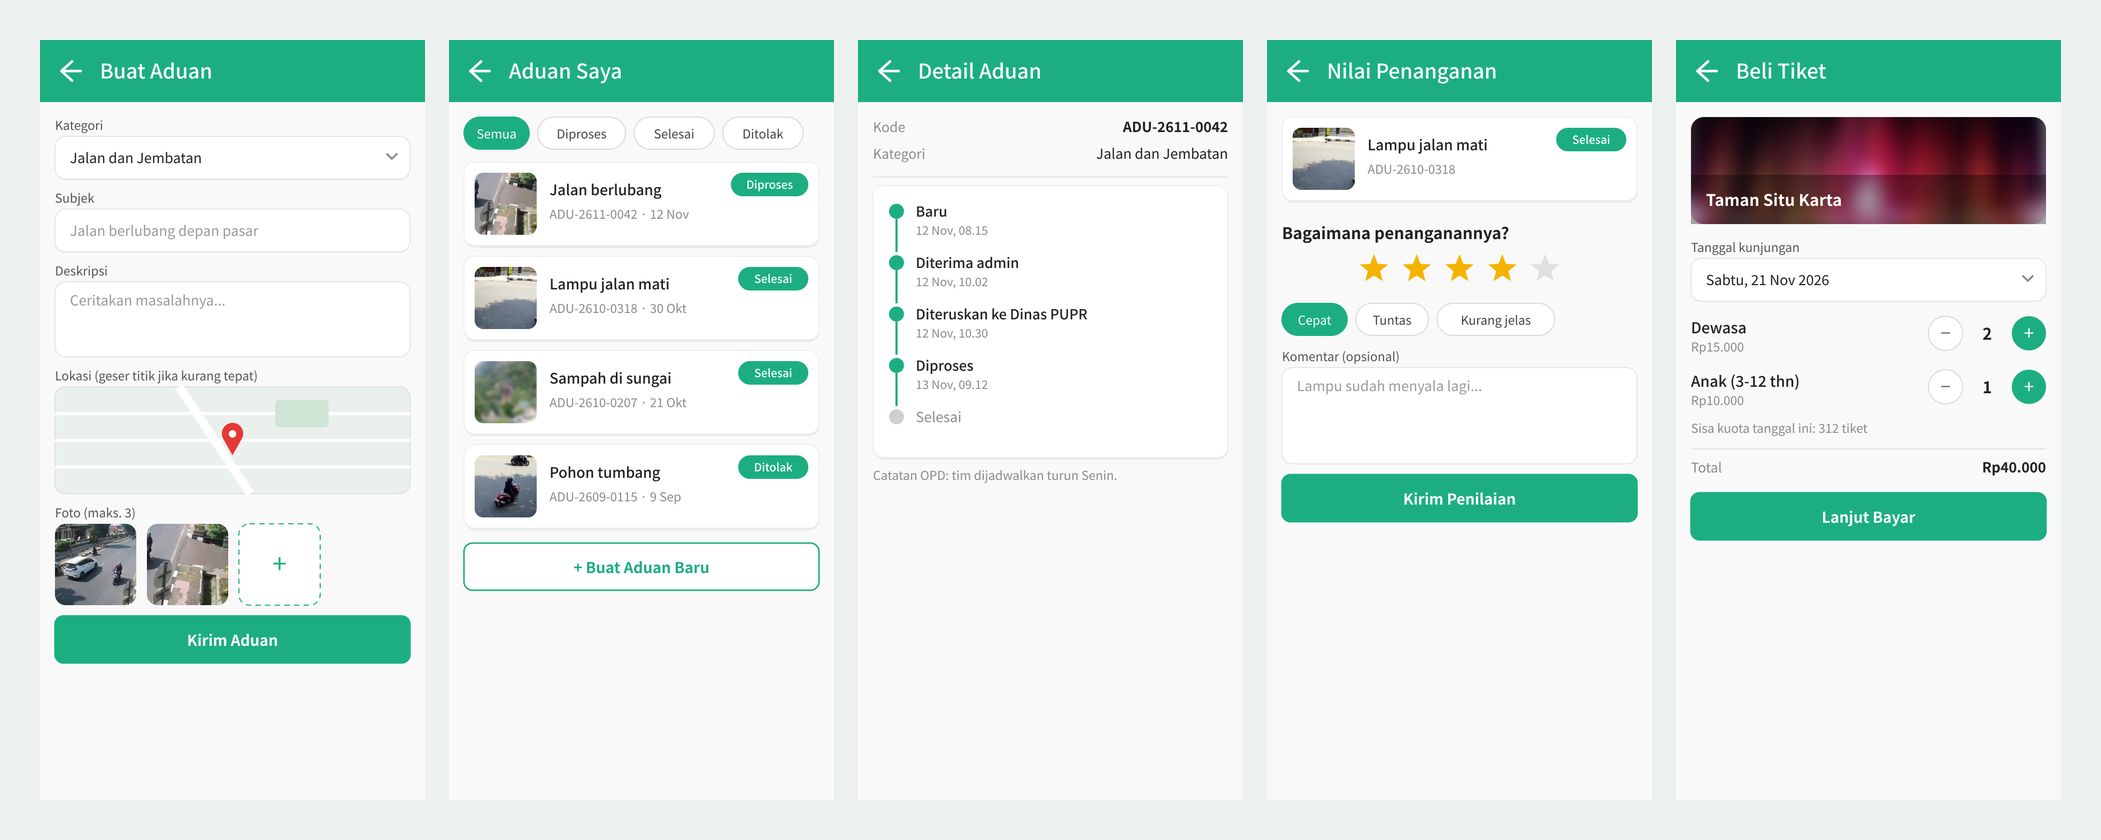 Buat Aduan
Kategori
Jalan dan Jembatan
Subjek
Jalan berlubang depan pasar
Deskripsi
Ceritakan masalahnya...
Lokasi (geser titik jika kurang tepat)
Foto (maks. 3)
+
Kirim Aduan
Aduan Saya
Semua
Diproses
Selesai
Ditolak
Jalan berlubang
Diproses
ADU-2611-0042 · 12 Nov
Lampu jalan mati
Selesai
ADU-2610-0318 · 30 Okt
Sampah di sungai
Selesai
ADU-2610-0207 · 21 Okt
Pohon tumbang
Ditolak
ADU-2609-0115 · 9 Sep
+ Buat Aduan Baru
Detail Aduan
Kode ADU-2611-0042
Kategori Jalan dan Jembatan
Baru
12 Nov, 08.15
Diterima admin
12 Nov, 10.02
Diteruskan ke Dinas PUPR
12 Nov, 10.30
Diproses
13 Nov, 09.12
Selesai
Catatan OPD: tim dijadwalkan turun Senin.
Nilai Penanganan
Lampu jalan mati
Selesai
ADU-2610-0318
Bagaimana penanganannya?
Cepat
Tuntas
Kurang jelas
Komentar (opsional)
Lampu sudah menyala lagi...
Kirim Penilaian
Beli Tiket
Taman Situ Karta
Tanggal kunjungan
Sabtu, 21 Nov 2026
Dewasa
Rp15.000
− 2 +
Anak (3-12 thn)
Rp10.000
− 1 +
Sisa kuota tanggal ini: 312 tiket
Total Rp40.000
Lanjut Bayar